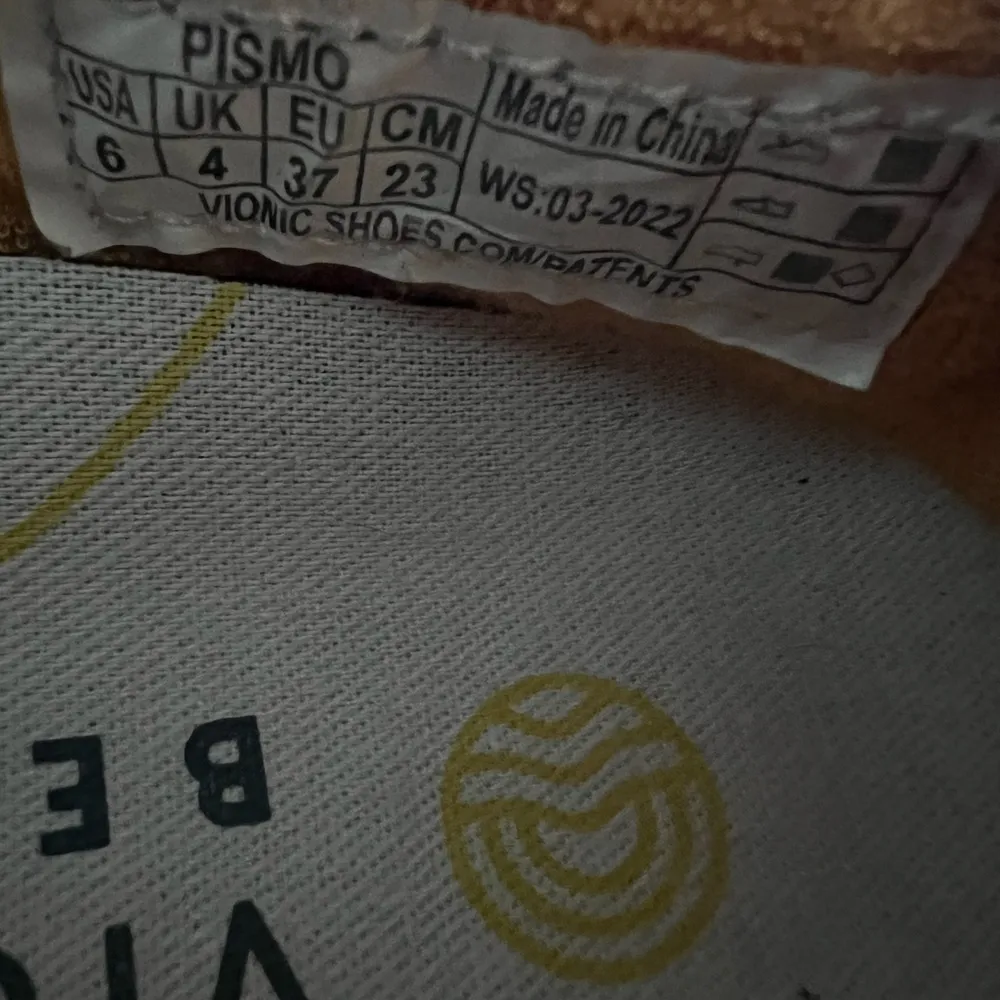 PISMO
USA UK EU CM
6 4 37 23
Made in China
WS:03-2022
VIONIC SHOES.COM/PATENTS
BE